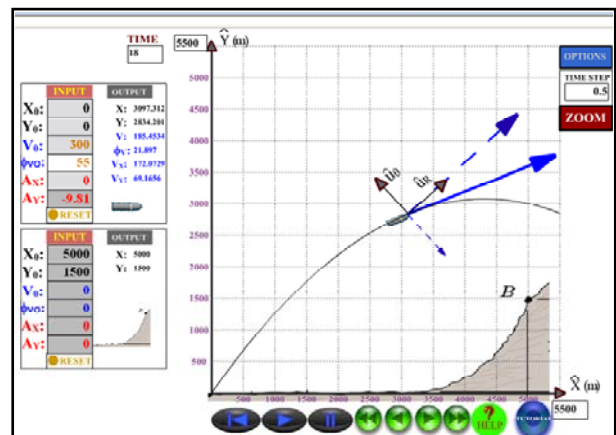 TIME
18
5500
Ŷ (m)
OPTIONS
TIME STEP
0.5
ZOOM
INPUT
OUTPUT
X₀: 0
Y₀: 0
V₀: 300
ϕVO: 55
AX: 0
AY: -9.81
RESET
X: 3097.312
Y: 2834.201
V: 185.4534
ϕV: 21.897
VX: 172.0729
VY: 69.1656
INPUT
OUTPUT
X₀: 5000
Y₀: 1500
V₀: 0
ϕVO: 0
AX: 0
AY: 0
RESET
X: 5000
Y: 1500
5000
4500
4000
3500
3000
2500
2000
1500
1000
500
ûθ
ûR
B
X̂ (m)
500 1000 1500 2000 2500 3000 3500 4000 4500 5000
5500
HELP